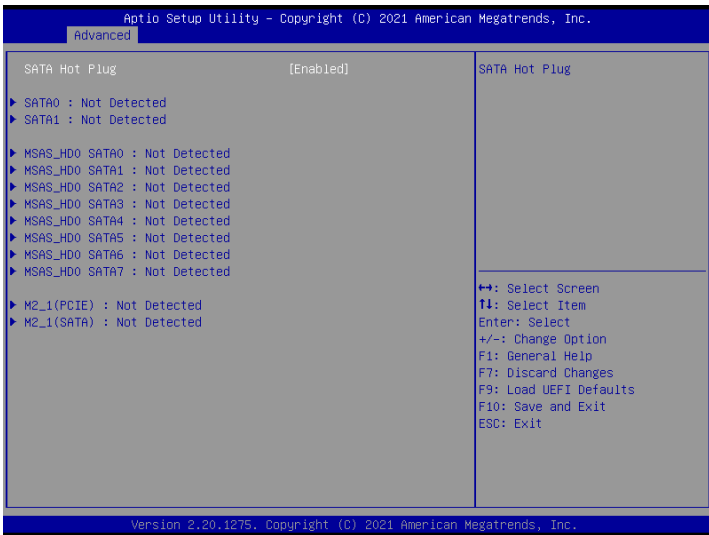 Aptio Setup Utility – Copyright (C) 2021 American Megatrends, Inc.
Advanced
SATA Hot Plug [Enabled]
SATA0 : Not Detected
SATA1 : Not Detected
MSAS_HD0 SATA0 : Not Detected
MSAS_HD0 SATA1 : Not Detected
MSAS_HD0 SATA2 : Not Detected
MSAS_HD0 SATA3 : Not Detected
MSAS_HD0 SATA4 : Not Detected
MSAS_HD0 SATA5 : Not Detected
MSAS_HD0 SATA6 : Not Detected
MSAS_HD0 SATA7 : Not Detected
M2_1(PCIE) : Not Detected
M2_1(SATA) : Not Detected
SATA Hot Plug
↔: Select Screen
↑↓: Select Item
Enter: Select
+/-: Change Option
F1: General Help
F7: Discard Changes
F9: Load UEFI Defaults
F10: Save and Exit
ESC: Exit
Version 2.20.1275. Copyright (C) 2021 American Megatrends, Inc.